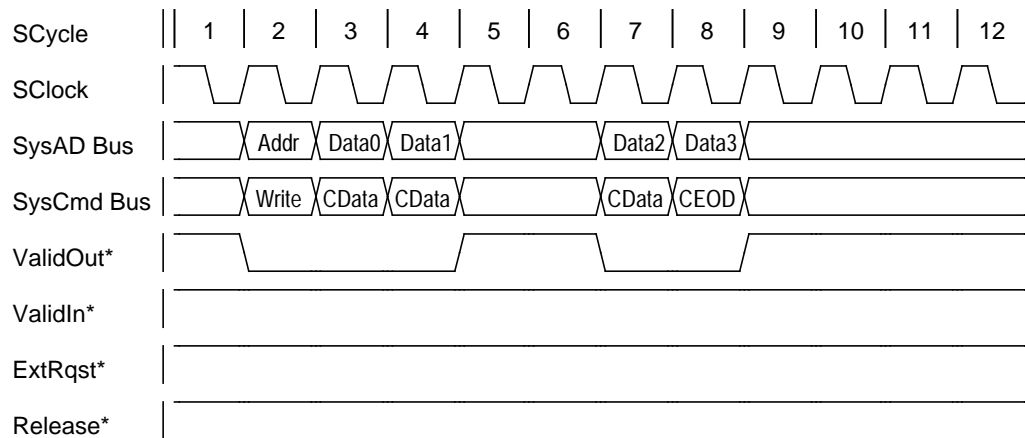 SCycle 1 2 3 4 5 6 7 8 9 10 11 12
SClock
SysAD Bus Addr Data0 Data1 Data2 Data3
SysCmd Bus Write CData CData CData CEOD
ValidOut*
ValidIn*
ExtRqst*
Release*